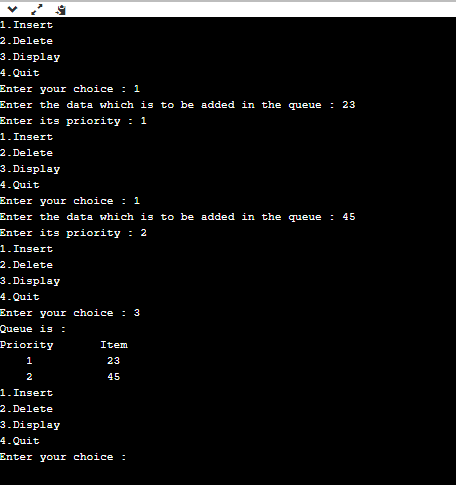 1.Insert
2.Delete
3.Display
4.Quit
Enter your choice : 1
Enter the data which is to be added in the queue : 23
Enter its priority : 1
1.Insert
2.Delete
3.Display
4.Quit
Enter your choice : 1
Enter the data which is to be added in the queue : 45
Enter its priority : 2
1.Insert
2.Delete
3.Display
4.Quit
Enter your choice : 3
Queue is :
Priority       Item
    1           23
    2           45
1.Insert
2.Delete
3.Display
4.Quit
Enter your choice :